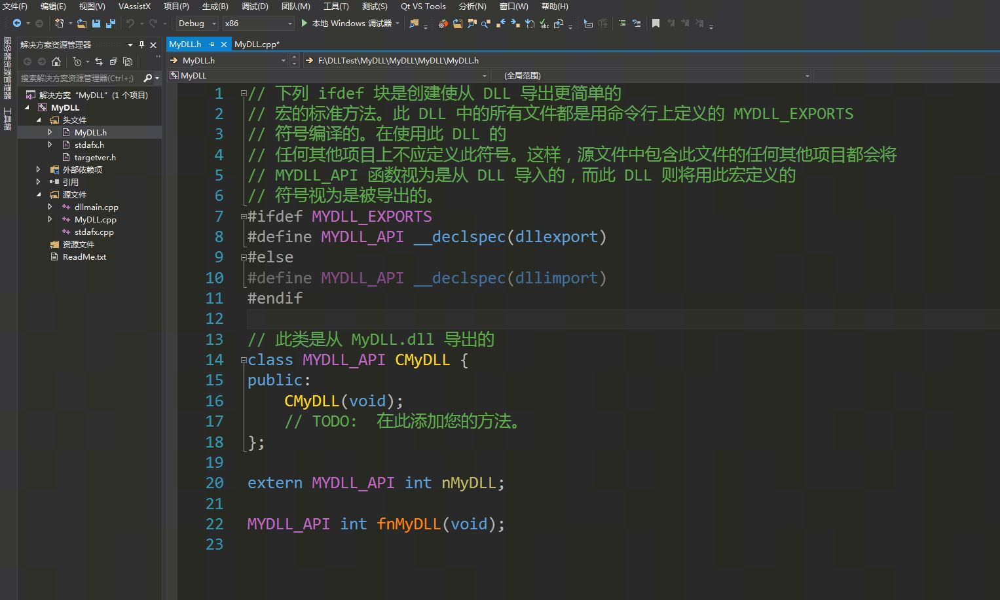 文件(F) 编辑(E) 视图(V) VAssistX 项目(P) 生成(B) 调试(D) 团队(M) 工具(T) 测试(S) Qt VS Tools 分析(N) 窗口(W) 帮助(H)
Debug x86 本地 Windows 调试器
服务器资源管理器
工具箱
解决方案资源管理器
搜索解决方案资源管理器(Ctrl+;)
解决方案“MyDLL”(1 个项目)
MyDLL
头文件
MyDLL.h
stdafx.h
targetver.h
外部依赖项
引用
源文件
dllmain.cpp
MyDLL.cpp
stdafx.cpp
资源文件
ReadMe.txt
MyDLL.h MyDLL.cpp*
MyDLL.h F:\DLLTest\MyDLL\MyDLL\MyDLL\MyDLL.h
MyDLL (全局范围)
1 // 下列 ifdef 块是创建使从 DLL 导出更简单的
2 // 宏的标准方法。此 DLL 中的所有文件都是用命令行上定义的 MYDLL_EXPORTS
3 // 符号编译的。在使用此 DLL 的
4 // 任何其他项目上不应定义此符号。这样，源文件中包含此文件的任何其他项目都会将
5 // MYDLL_API 函数视为是从 DLL 导入的，而此 DLL 则将用此宏定义的
6 // 符号视为是被导出的。
7 #ifdef MYDLL_EXPORTS
8 #define MYDLL_API __declspec(dllexport)
9 #else
10 #define MYDLL_API __declspec(dllimport)
11 #endif
12
13 // 此类是从 MyDLL.dll 导出的
14 class MYDLL_API CMyDLL {
15 public:
16 CMyDLL(void);
17 // TODO: 在此添加您的方法。
18 };
19
20 extern MYDLL_API int nMyDLL;
21
22 MYDLL_API int fnMyDLL(void);
23